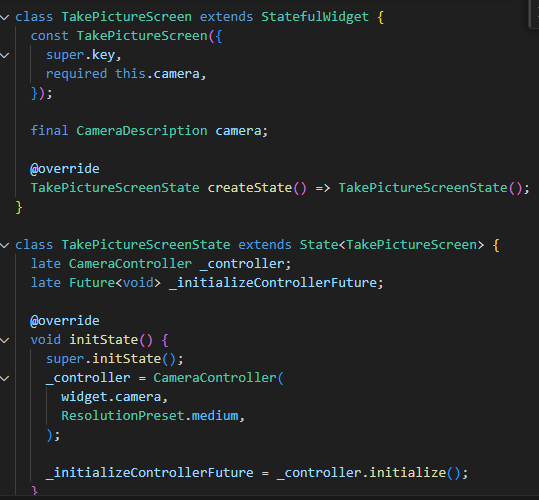 class TakePictureScreen extends StatefulWidget {
  const TakePictureScreen({
    super.key,
    required this.camera,
  });

  final CameraDescription camera;

  @override
  TakePictureScreenState createState() => TakePictureScreenState();
}

class TakePictureScreenState extends State<TakePictureScreen> {
  late CameraController _controller;
  late Future<void> _initializeControllerFuture;

  @override
  void initState() {
    super.initState();
    _controller = CameraController(
      widget.camera,
      ResolutionPreset.medium,
    );

    _initializeControllerFuture = _controller.initialize();
  }